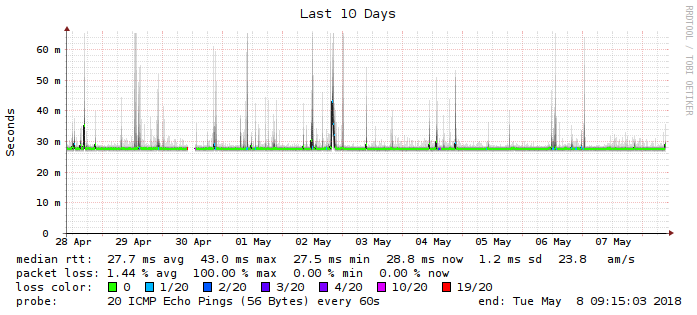 Last 10 Days
RRDTOOL / TOBI OETIKER
Seconds
60 m
50 m
40 m
30 m
20 m
10 m
0
28 Apr 29 Apr 30 Apr 01 May 02 May 03 May 04 May 05 May 06 May 07 May
median rtt: 27.7 ms avg 43.0 ms max 27.5 ms min 28.8 ms now 1.2 ms sd 23.8 am/s
packet loss: 1.44 % avg 100.00 % max 0.00 % min 0.00 % now
loss color: 0 1/20 2/20 3/20 4/20 10/20 19/20
probe: 20 ICMP Echo Pings (56 Bytes) every 60s end: Tue May 8 09:15:03 2018